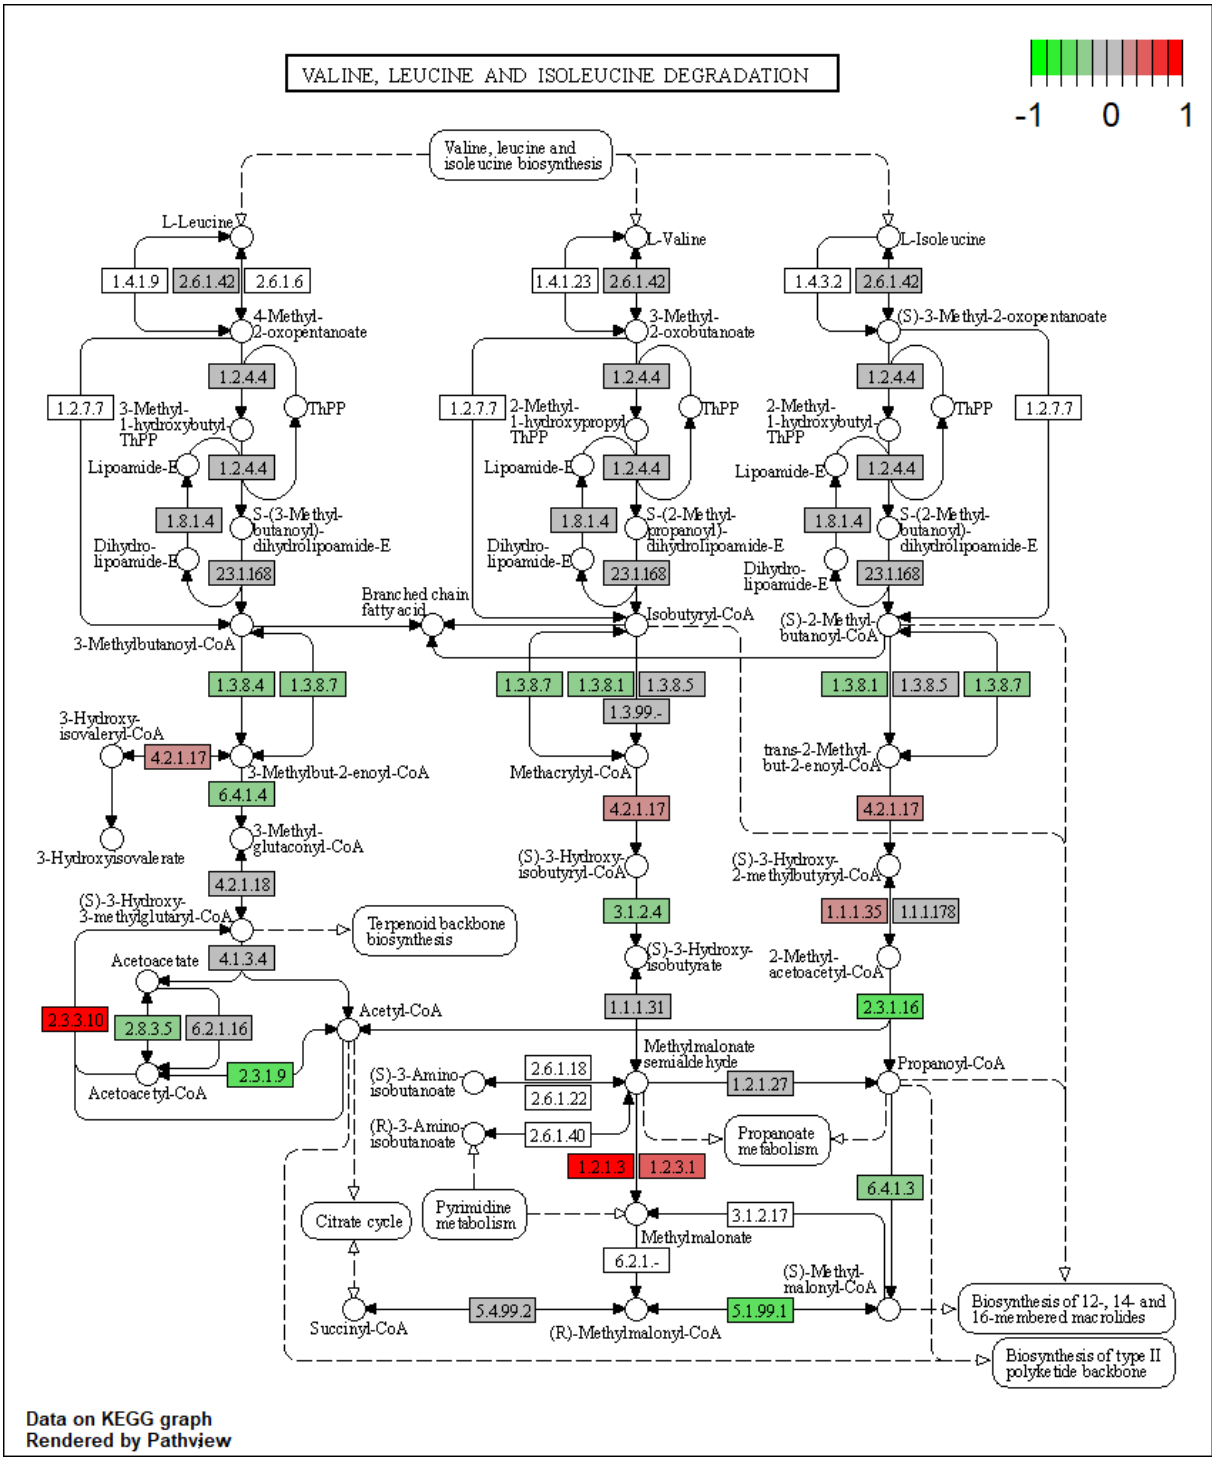 VALINE, LEUCINE AND ISOLEUCINE DEGRADATION
-1 0 1
Valine, leucine and
isoleucine biosynthesis
L-Leucine
L-Valine
L-Isoleucine
1.4.1.9 2.6.1.42 2.6.1.6
1.4.1.23 2.6.1.42
1.4.3.2 2.6.1.42
4-Methyl-
2-oxopentanoate
3-Methyl-
2-oxobutanoate
(S)-3-Methyl-2-oxopentanoate
1.2.4.4
1.2.4.4
1.2.4.4
1.2.7.7
3-Methyl-
1-hydroxybutyl-
ThPP
ThPP
1.2.7.7
2-Methyl-
1-hydroxypropyl-
ThPP
ThPP
2-Methyl-
1-hydroxybutyl-
ThPP
ThPP
1.2.7.7
Lipoamide-E
1.2.4.4
Lipoamide-E
1.2.4.4
Lipoamide-E
1.2.4.4
1.8.1.4
S-(3-Methyl-
butanoyl)-
dihydrolipoamide-E
1.8.1.4
S-(2-Methyl-
propanoyl)-
dihydrolipoamide-E
1.8.1.4
S-(2-Methyl-
butanoyl)-
dihydrolipoamide-E
Dihydro-
lipoamide-E
2.3.1.168
Dihydro-
lipoamide-E
2.3.1.168
Dihydro-
lipoamide-E
2.3.1.168
Branched chain
fatty acid
3-Methylbutanoyl-CoA
Isobutyryl-CoA
(S)-2-Methyl-
butanoyl-CoA
1.3.8.4 1.3.8.7
1.3.8.7 1.3.8.1 1.3.8.5
1.3.99.-
1.3.8.1 1.3.8.5 1.3.8.7
3-Hydroxy-
isovaleryl-CoA
4.2.1.17
3-Methylbut-2-enoyl-CoA
Methacrylyl-CoA
trans-2-Methyl-
but-2-enoyl-CoA
6.4.1.4
4.2.1.17
4.2.1.17
3-Hydroxyisovalerate
3-Methyl-
glutaconyl-CoA
(S)-3-Hydroxy-
isobutyryl-CoA
(S)-3-Hydroxy-
2-methylbutyryl-CoA
4.2.1.18
(S)-3-Hydroxy-
3-methylglutaryl-CoA
Terpenoid backbone
biosynthesis
3.1.2.4
1.1.1.35 1.1.1.178
4.1.3.4
(S)-3-Hydroxy-
isobutyrate
2-Methyl-
acetoacetyl-CoA
Acetoacetate
Acetyl-CoA
2.3.3.10 2.8.3.5 6.2.1.16
1.1.1.31
2.3.1.16
2.3.1.9
Acetoacetyl-CoA
Methylmalonate
semialdehyde
Propanoyl-CoA
(S)-3-Amino-
isobutanoate
2.6.1.18
2.6.1.22
1.2.1.27
(R)-3-Amino-
isobutanoate
2.6.1.40
Propanoate
metabolism
1.2.1.3 1.2.3.1
6.4.1.3
Citrate cycle
Pyrimidine
metabolism
3.1.2.17
Methylmalonate
6.2.1.-
(S)-Methyl-
malonyl-CoA
Succinyl-CoA
5.4.99.2
(R)-Methylmalonyl-CoA
5.1.99.1
Biosynthesis of 12-, 14- and
16-membered macrolides
Biosynthesis of type II
polyketide backbone
Data on KEGG graph
Rendered by Pathview